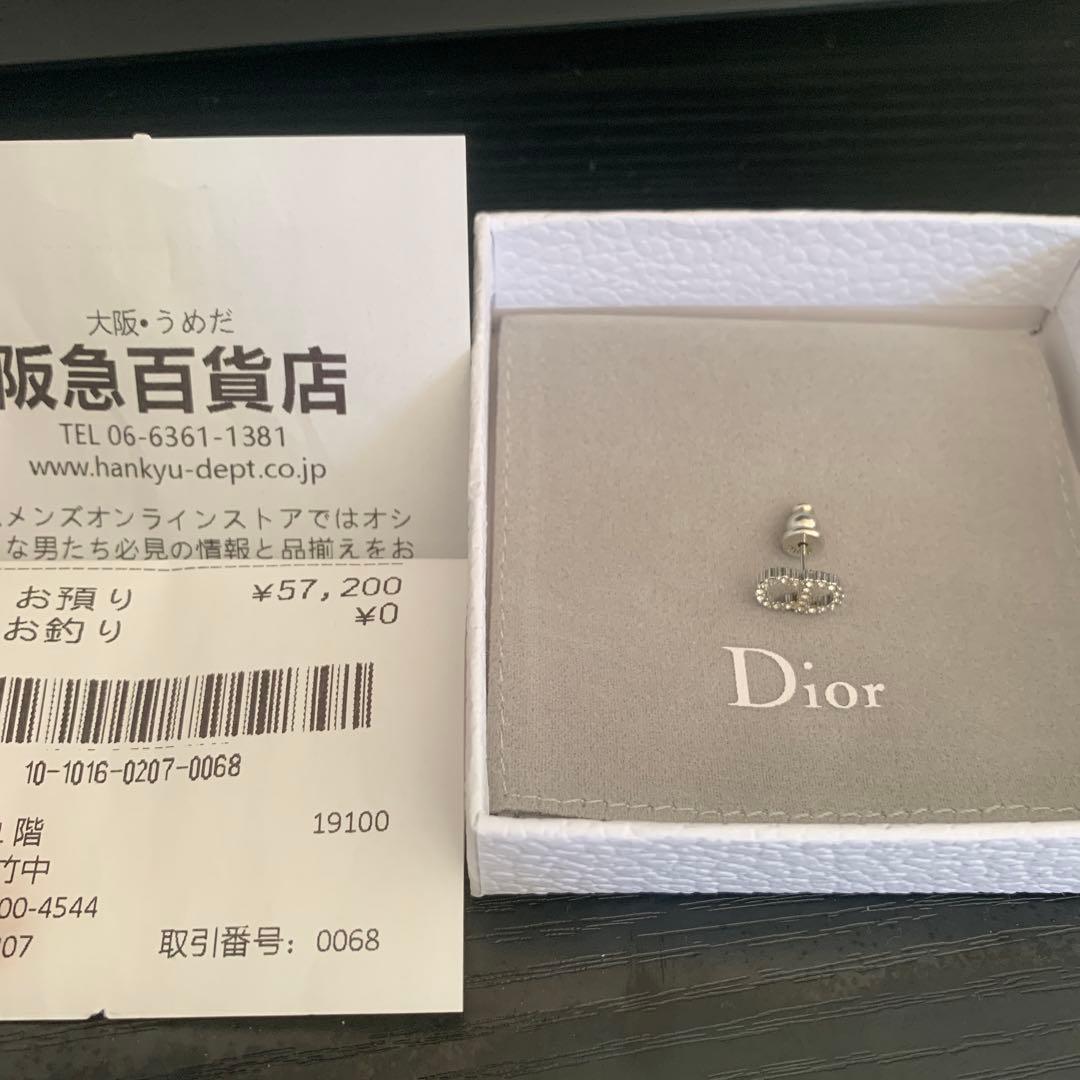 大阪•うめだ
阪急百貨店
TEL 06-6361-1381
www.hankyu-dept.co.jp
メンズオンラインストアではオシ
な男たち必見の情報と品揃えをお
お預り ¥57,200
お釣り ¥0
10-1016-0207-0068
階 19100
竹中
00-4544
07 取引番号: 0068
Dior